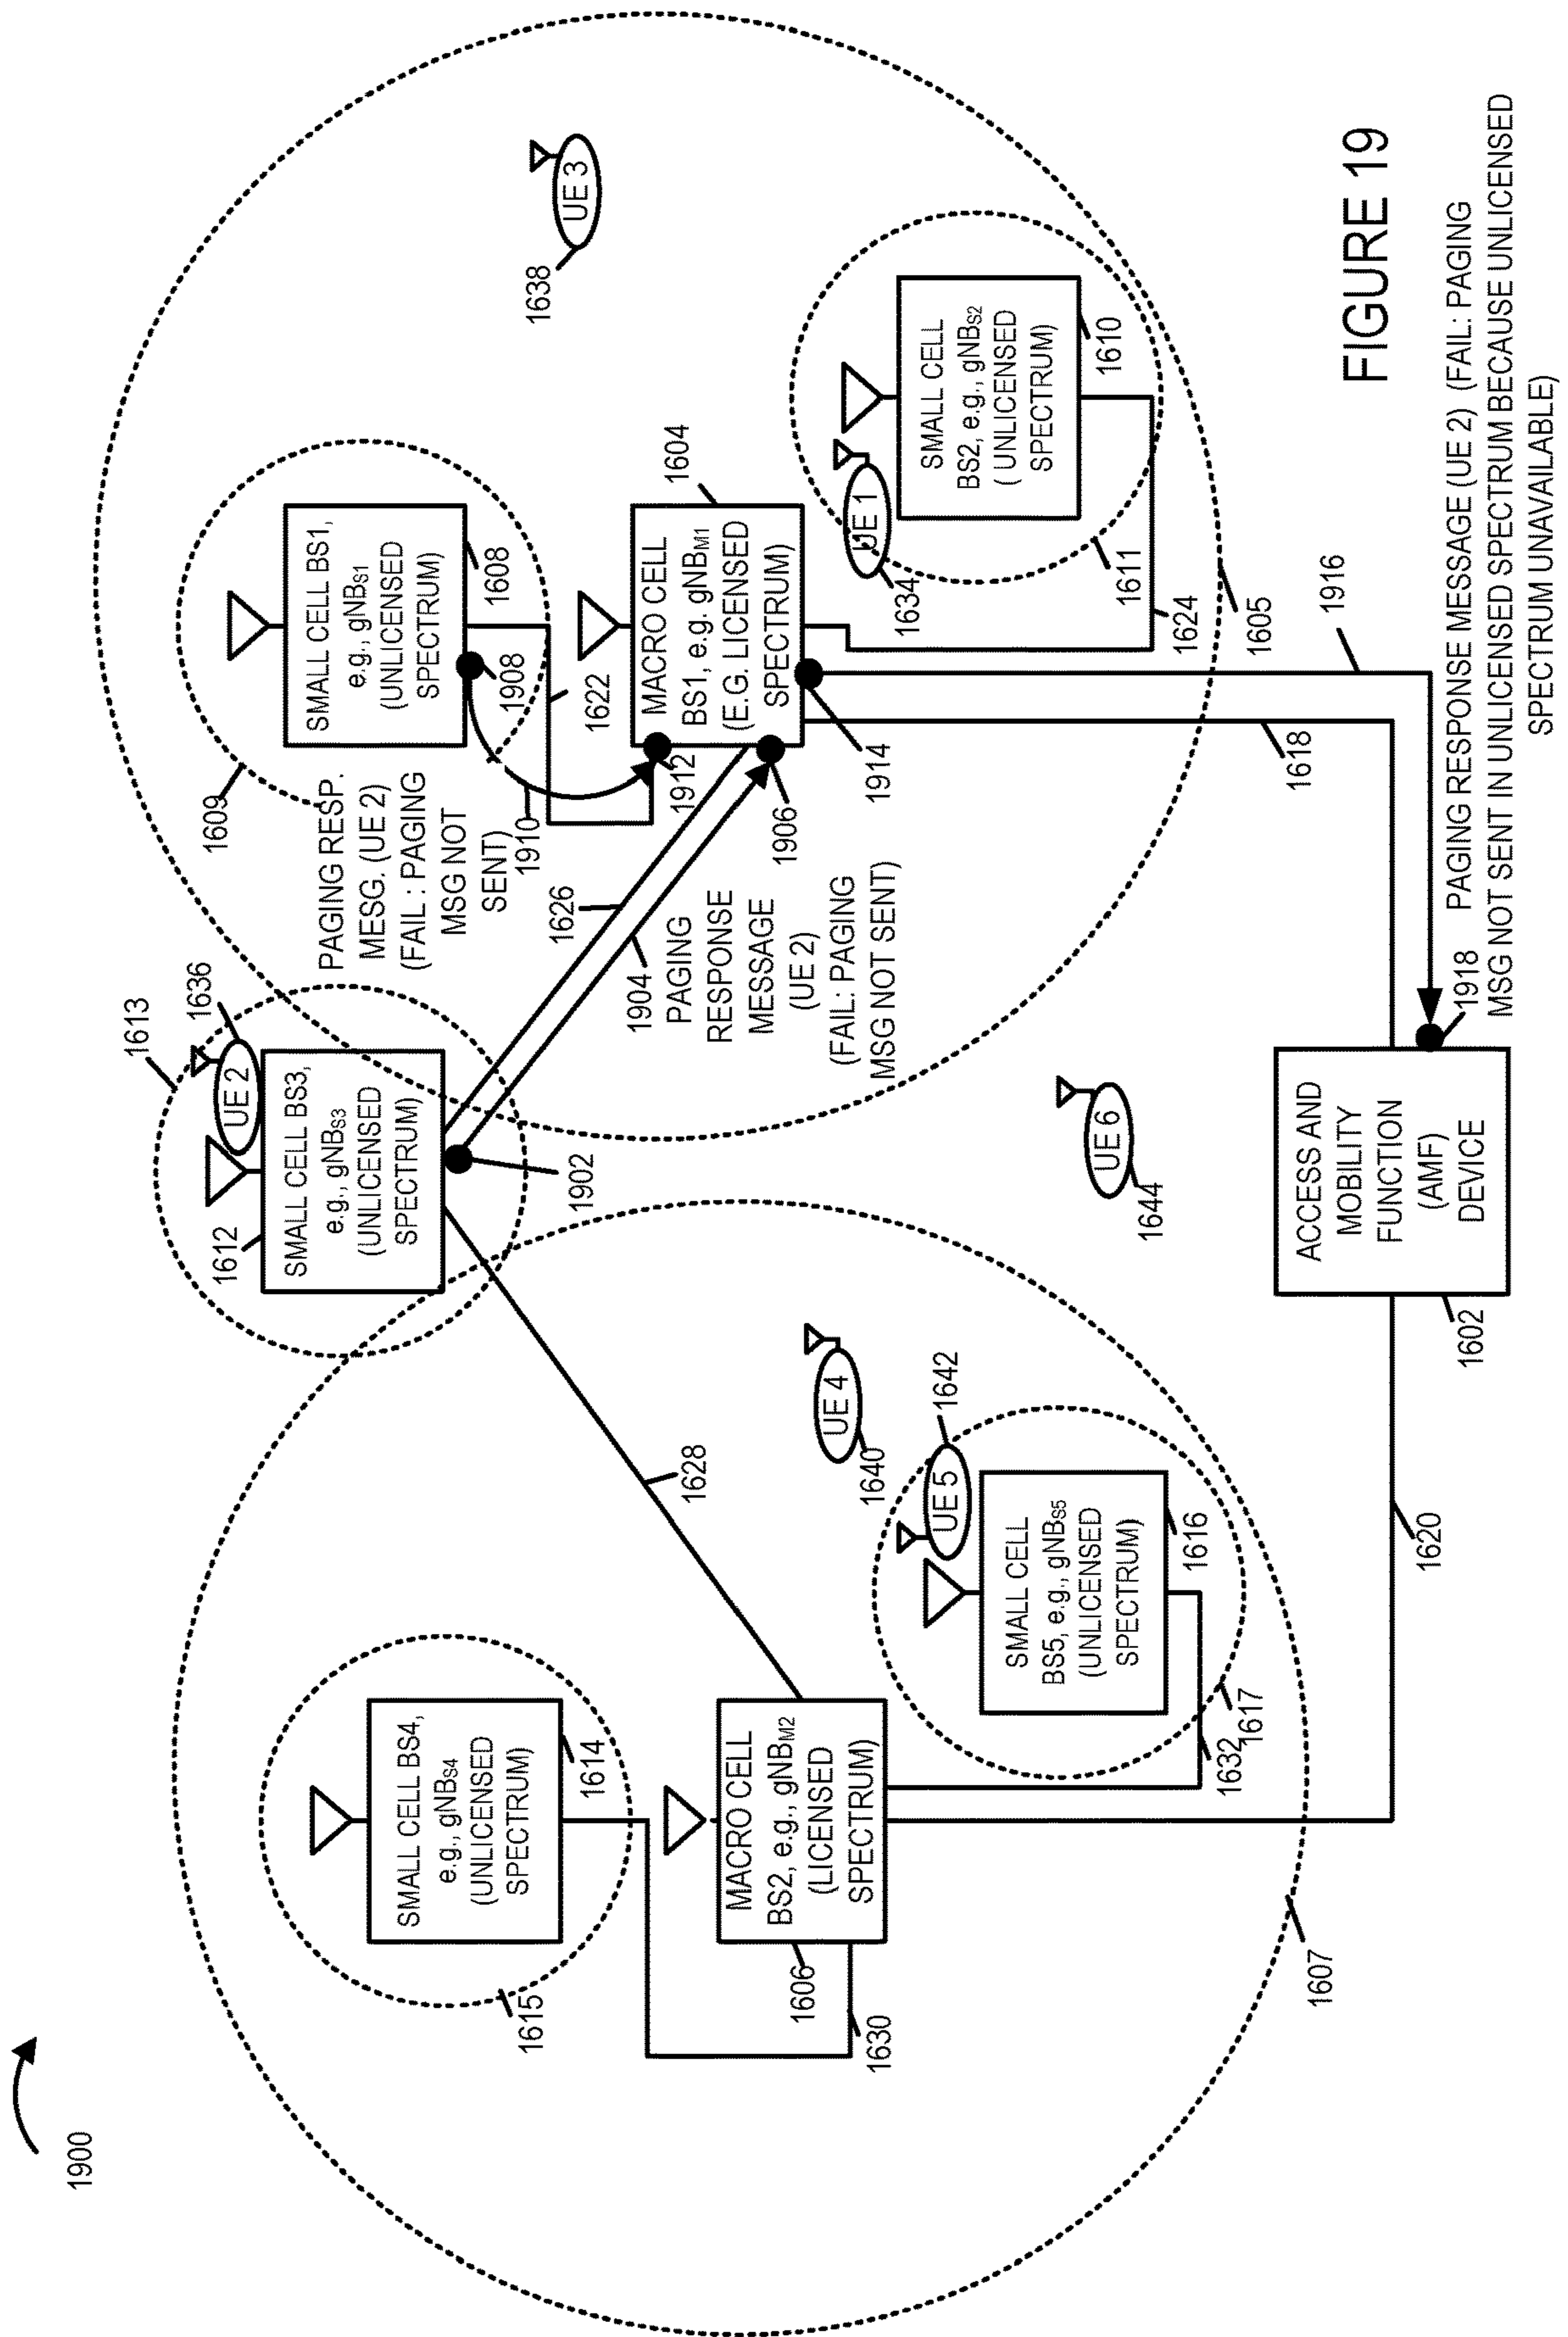 1900
1615
SMALL CELL BS4,
e.g., gNBS4
(UNLICENSED
SPECTRUM)
1614
1612
1613
UE 2
1636
SMALL CELL BS3,
e.g., gNBS3
(UNLICENSED
SPECTRUM)
1902
1609
SMALL CELL BS1,
e.g., gNBS1
(UNLICENSED
SPECTRUM)
1608
1908
PAGING RESP.
MESG. (UE 2)
(FAIL : PAGING
MSG NOT
SENT)
1910
1622
1626
1904
PAGING
RESPONSE
MESSAGE
(UE 2)
(FAIL: PAGING
MSG NOT SENT)
1912
1906
MACRO CELL
BS1, e.g. gNBM1
(E.G. LICENSED
SPECTRUM)
1604
1914
UE 3
1638
UE 1
1634
SMALL CELL
BS2, e.g., gNBS2
( UNLICENSED
SPECTRUM)
1610
1611
1624
1605
1628
MACRO CELL
BS2, e.g., gNBM2
(LICENSED
SPECTRUM)
1606
1630
UE 4
1640
UE 5
1642
SMALL CELL
BS5, e.g., gNBS5
(UNLICENSED
SPECTRUM)
1616
1617
1632
1607
UE 6
1644
1620
ACCESS AND
MOBILITY
FUNCTION
(AMF)
DEVICE
1602
1618
1916
1918
PAGING RESPONSE MESSAGE (UE 2) (FAIL: PAGING
MSG NOT SENT IN UNLICENSED SPECTRUM BECAUSE UNLICENSED
SPECTRUM UNAVAILABLE)
FIGURE 19